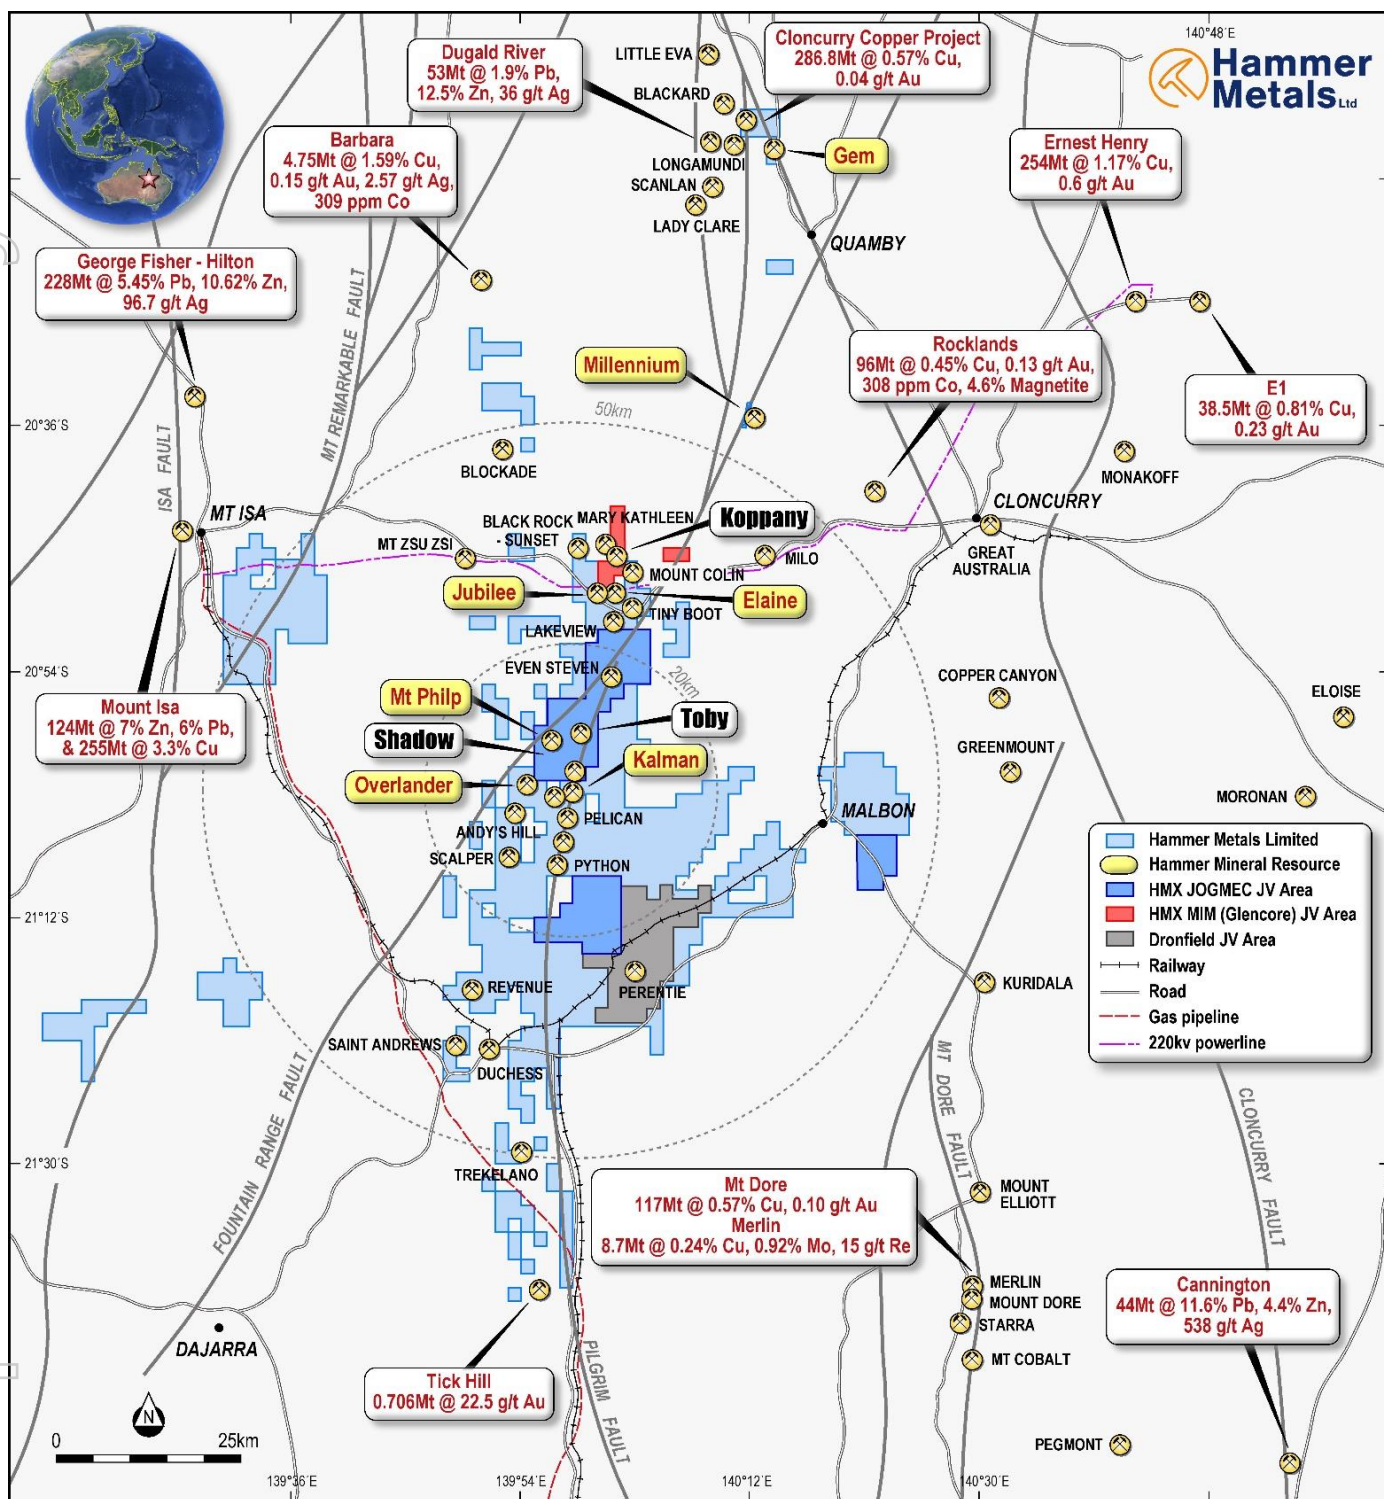 140°48´E
Hammer
Metals Ltd
LITTLE EVA
Cloncurry Copper Project
286.8Mt @ 0.57% Cu,
0.04 g/t Au
Dugald River
53Mt @ 1.9% Pb,
12.5% Zn, 36 g/t Ag
BLACKARD
Barbara
4.75Mt @ 1.59% Cu,
0.15 g/t Au, 2.57 g/t Ag,
309 ppm Co
LONGAMUNDI
Gem
Ernest Henry
254Mt @ 1.17% Cu,
0.6 g/t Au
SCANLAN
LADY CLARE
QUAMBY
George Fisher - Hilton
228Mt @ 5.45% Pb, 10.62% Zn,
96.7 g/t Ag
MT REMARKABLE FAULT
Rocklands
96Mt @ 0.45% Cu, 0.13 g/t Au,
308 ppm Co, 4.6% Magnetite
Millennium
E1
38.5Mt @ 0.81% Cu,
0.23 g/t Au
50km
20°36´S
ISA FAULT
BLOCKADE
MONAKOFF
MT ISA
BLACK ROCK
- SUNSET
MARY KATHLEEN
Koppany
CLONCURRY
MT ZSU ZSI
MILO
GREAT
AUSTRALIA
MOUNT COLIN
Jubilee
Elaine
TINY BOOT
LAKEVIEW
20°54´S
EVEN STEVEN
20km
COPPER CANYON
ELOISE
Mt Philp
Toby
Shadow
Mount Isa
124Mt @ 7% Zn, 6% Pb,
& 255Mt @ 3.3% Cu
GREENMOUNT
Kalman
Overlander
MORONAN
MALBON
PELICAN
ANDY'S HILL
SCALPER
PYTHON
Hammer Metals Limited
Hammer Mineral Resource
HMX JOGMEC JV Area
HMX MIM (Glencore) JV Area
Dronfield JV Area
Railway
Road
Gas pipeline
220kv powerline
21°12´S
KURIDALA
REVENUE
PERENTIE
SAINT ANDREWS
DUCHESS
MT DORE FAULT
FOUNTAIN RANGE FAULT
CLONCURRY FAULT
21°30´S
TREKELANO
Mt Dore
117Mt @ 0.57% Cu, 0.10 g/t Au
Merlin
8.7Mt @ 0.24% Cu, 0.92% Mo, 15 g/t Re
MOUNT
ELLIOTT
MERLIN
MOUNT DORE
STARRA
Cannington
44Mt @ 11.6% Pb, 4.4% Zn,
538 g/t Ag
DAJARRA
MT COBALT
PILGRIM FAULT
Tick Hill
0.706Mt @ 22.5 g/t Au
N
0
25km
PEGMONT
139°36´E
139°54´E
140°12´E
140°30´E